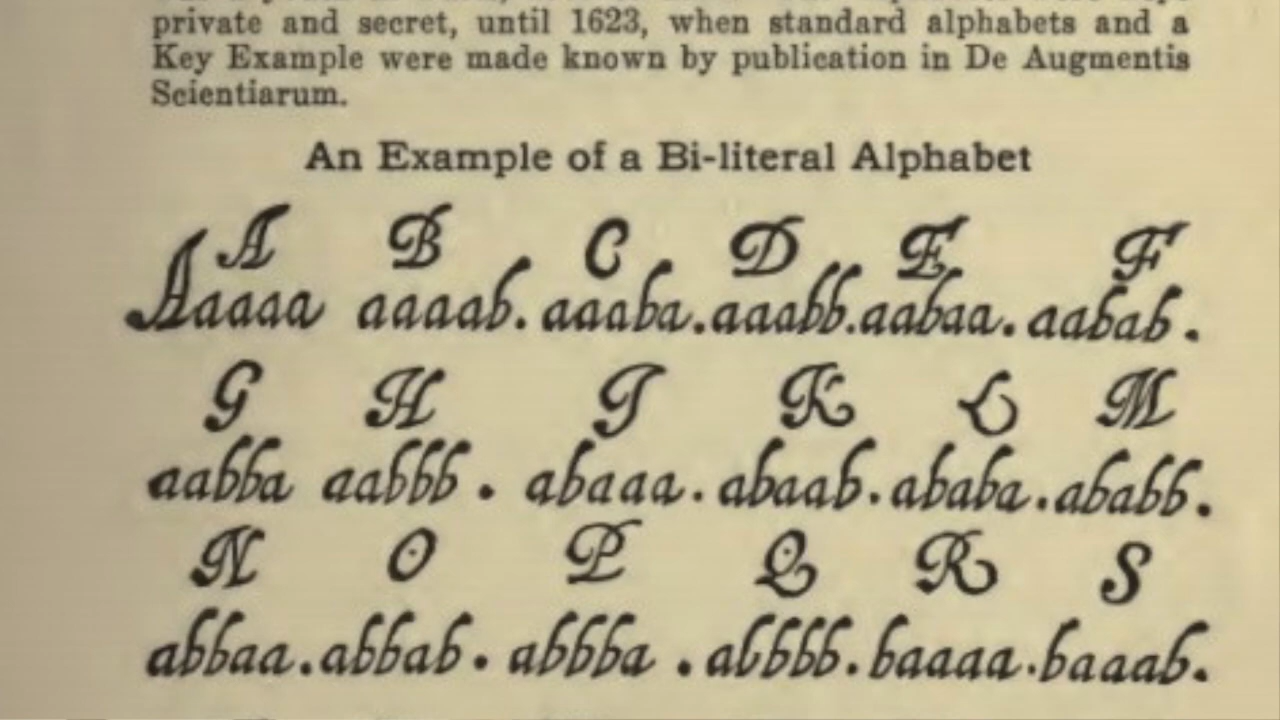 private and secret, until 1623, when standard alphabets and a
Key Example were made known by publication in De Augmentis
Scientiarum.
An Example of a Bi-literal Alphabet
A B C D E F
Aaaaa aaaab. aaaba. aaabb. aabaa. aabab.
G H I K L M
aabba aabbb. abaaa. abaab. ababa. ababb.
N O P Q R S
abbaa. abbab. abbba. abbbb. baaaa. baaab.